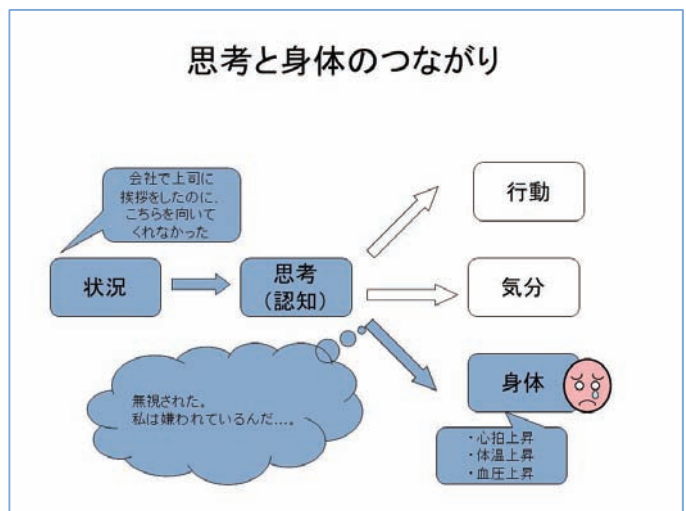 思考と身体のつながり
会社で上司に
挨拶をしたのに、
こちらを向いて
くれなかった
状況
思考
（認知）
行動
気分
身体
無視された。
私は嫌われているんだ…。
・心拍上昇
・体温上昇
・血圧上昇